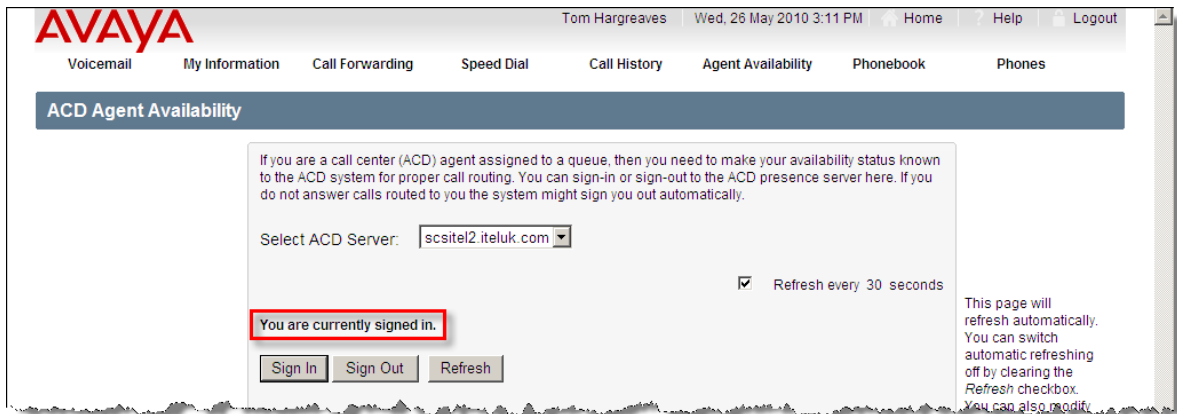 AVAYA
Tom Hargreaves Wed, 26 May 2010 3:11 PM Home ? Help Logout
Voicemail My Information Call Forwarding Speed Dial Call History Agent Availability Phonebook Phones
ACD Agent Availability
If you are a call center (ACD) agent assigned to a queue, then you need to make your availability status known
to the ACD system for proper call routing. You can sign-in or sign-out to the ACD presence server here. If you
do not answer calls routed to you the system might sign you out automatically.
Select ACD Server: scsitel2.iteluk.com
Refresh every 30 seconds
You are currently signed in.
Sign In Sign Out Refresh
This page will
refresh automatically.
You can switch
automatic refreshing
off by clearing the
Refresh checkbox.
You can also modify